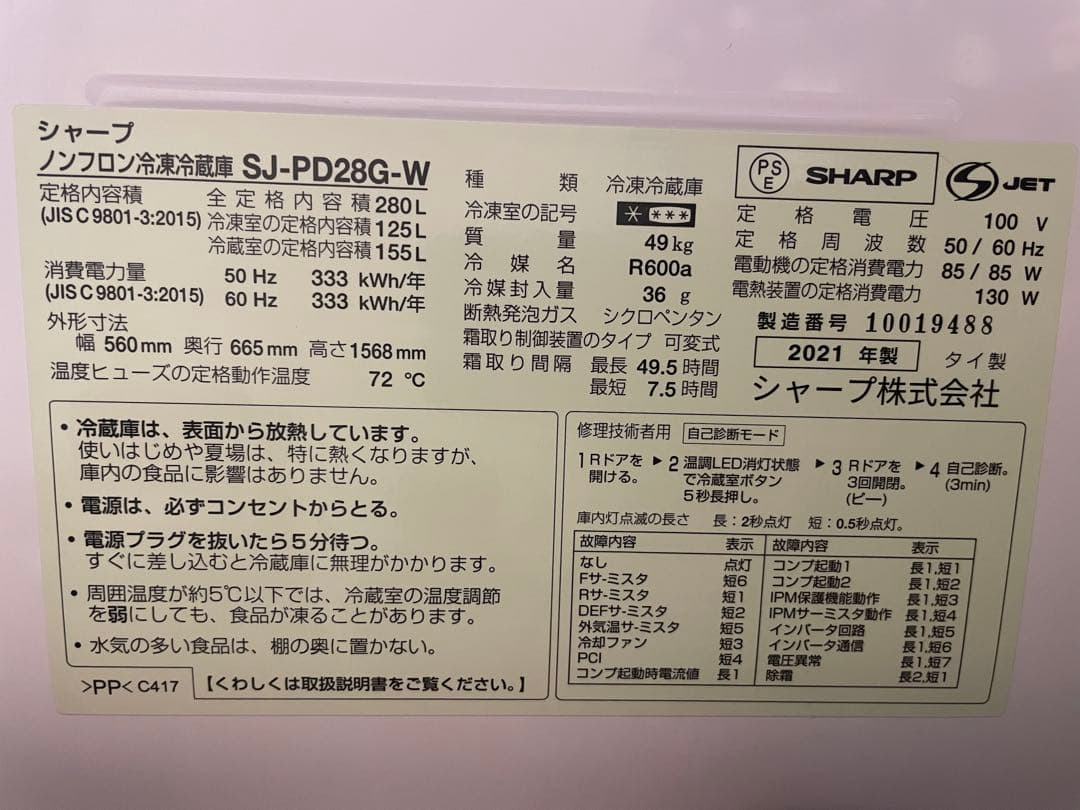 シャープ
ノンフロン冷凍冷蔵庫 SJ-PD28G-W
定格内容積 全定格内容積 280L
(JIS C 9801-3:2015) 冷凍室の定格内容積 125L
冷蔵室の定格内容積 155L
消費電力量 50 Hz 333 kWh/年
(JIS C 9801-3:2015) 60 Hz 333 kWh/年
外形寸法
幅 560mm 奥行 665mm 高さ1568mm
温度ヒューズの定格動作温度 72 ℃
種類 冷凍冷蔵庫
冷凍室の記号 * ***
質量 49kg
冷媒名 R600a
冷媒封入量 36 g
断熱発泡ガス シクロペンタン
霜取り制御装置のタイプ 可変式
霜取り間隔 最長 49.5時間
最短 7.5時間
PSE SHARP JET
定格電圧 100 V
定格周波数 50 / 60 Hz
電動機の定格消費電力 85 / 85 W
電熱装置の定格消費電力 130 W
製造番号 10019488
2021 年製 タイ製
シャープ株式会社
・冷蔵庫は、表面から放熱しています。
使いはじめや夏場は、特に熱くなりますが、
庫内の食品に影響はありません。
・電源は、必ずコンセントからとる。
・電源プラグを抜いたら5分待つ。
すぐに差し込むと冷蔵庫に無理がかかります。
・周囲温度が約5℃以下では、冷蔵室の温度調節
を弱にしても、食品が凍ることがあります。
・水気の多い食品は、棚の奥に置かない。
>PP< C417 【くわしくは取扱説明書をご覧ください。】
修理技術者用 自己診断モード
1 Rドアを開ける。 ▶ 2 温調LED消灯状態で冷蔵室ボタン5秒長押し。 ▶ 3 Rドアを3回開閉。(ピー) ▶ 4 自己診断。(3min)
庫内灯点滅の長さ 長:2秒点灯 短:0.5秒点灯。
故障内容 表示 故障内容 表示
なし 点灯 コンプ起動1 長1,短1
Fサ-ミスタ 短6 コンプ起動2 長1,短2
Rサーミスタ 短1 IPM保護機能動作 長1,短3
DEFサ-ミスタ 短2 IPMサーミスタ動作 長1,短4
外気温サ-ミスタ 短5 インバータ回路 長1,短5
冷却ファン 短3 インバータ通信 長1,短6
PCI 短4 電圧異常 長1,短7
コンプ起動時電流値 長1 除霜 長2,短1